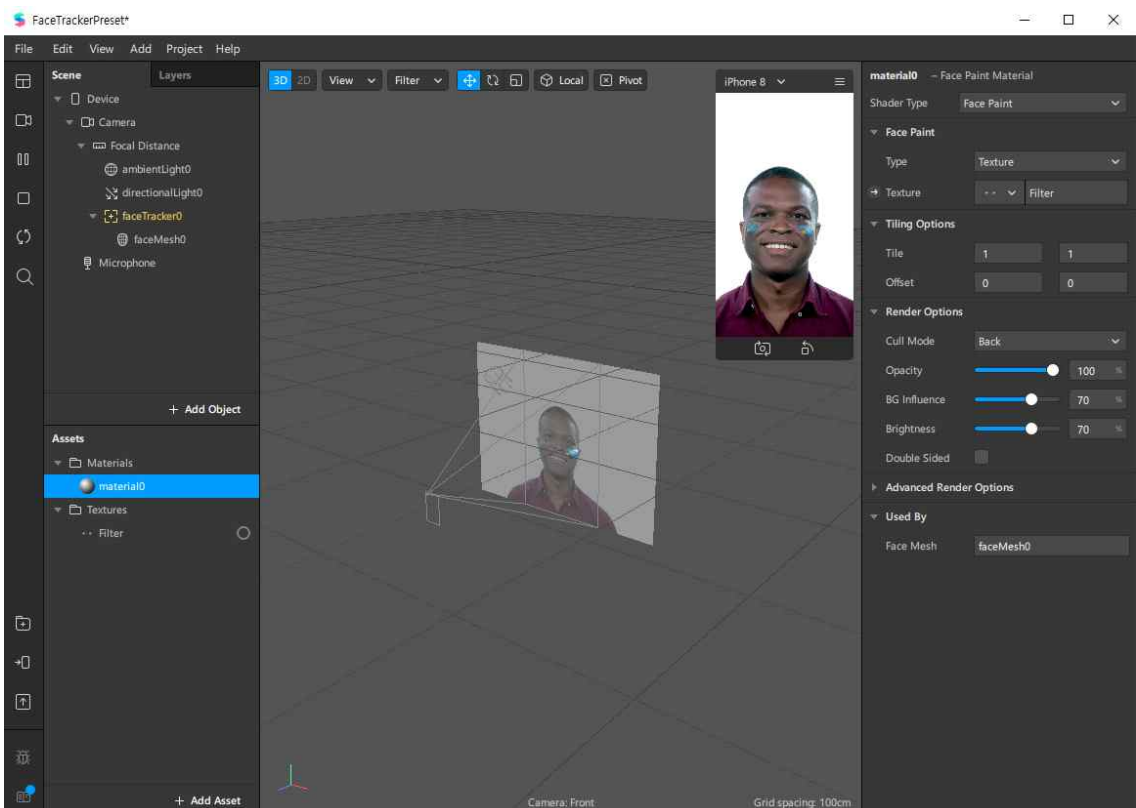 FaceTrackerPreset*
File Edit View Add Project Help
Scene Layers
Device
Camera
Focal Distance
ambientLight0
directionalLight0
faceTracker0
faceMesh0
Microphone
+ Add Object
Assets
Materials
material0
Textures
Filter
+ Add Asset
3D 2D View Filter Local Pivot
iPhone 8
Camera: Front
Grid spacing: 100cm
material0 – Face Paint Material
Shader Type Face Paint
Face Paint
Type Texture
Texture Filter
Tiling Options
Tile 1 1
Offset 0 0
Render Options
Cull Mode Back
Opacity 100 %
BG Influence 70 %
Brightness 70 %
Double Sided
Advanced Render Options
Used By
Face Mesh faceMesh0